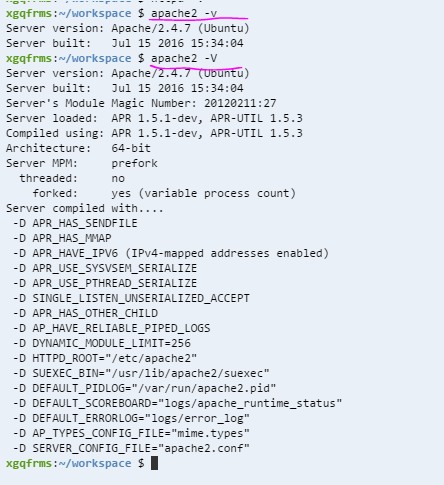 xgqfrms:~/workspace $ apache2 -v
Server version: Apache/2.4.7 (Ubuntu)
Server built:   Jul 15 2016 15:34:04
xgqfrms:~/workspace $ apache2 -V
Server version: Apache/2.4.7 (Ubuntu)
Server built:   Jul 15 2016 15:34:04
Server's Module Magic Number: 20120211:27
Server loaded:  APR 1.5.1-dev, APR-UTIL 1.5.3
Compiled using: APR 1.5.1-dev, APR-UTIL 1.5.3
Architecture:   64-bit
Server MPM:     prefork
  threaded:     no
    forked:     yes (variable process count)
Server compiled with....
 -D APR_HAS_SENDFILE
 -D APR_HAS_MMAP
 -D APR_HAVE_IPV6 (IPv4-mapped addresses enabled)
 -D APR_USE_SYSVSEM_SERIALIZE
 -D APR_USE_PTHREAD_SERIALIZE
 -D SINGLE_LISTEN_UNSERIALIZED_ACCEPT
 -D APR_HAS_OTHER_CHILD
 -D AP_HAVE_RELIABLE_PIPED_LOGS
 -D DYNAMIC_MODULE_LIMIT=256
 -D HTTPD_ROOT="/etc/apache2"
 -D SUEXEC_BIN="/usr/lib/apache2/suexec"
 -D DEFAULT_PIDLOG="/var/run/apache2.pid"
 -D DEFAULT_SCOREBOARD="logs/apache_runtime_status"
 -D DEFAULT_ERRORLOG="logs/error_log"
 -D AP_TYPES_CONFIG_FILE="mime.types"
 -D SERVER_CONFIG_FILE="apache2.conf"
xgqfrms:~/workspace $